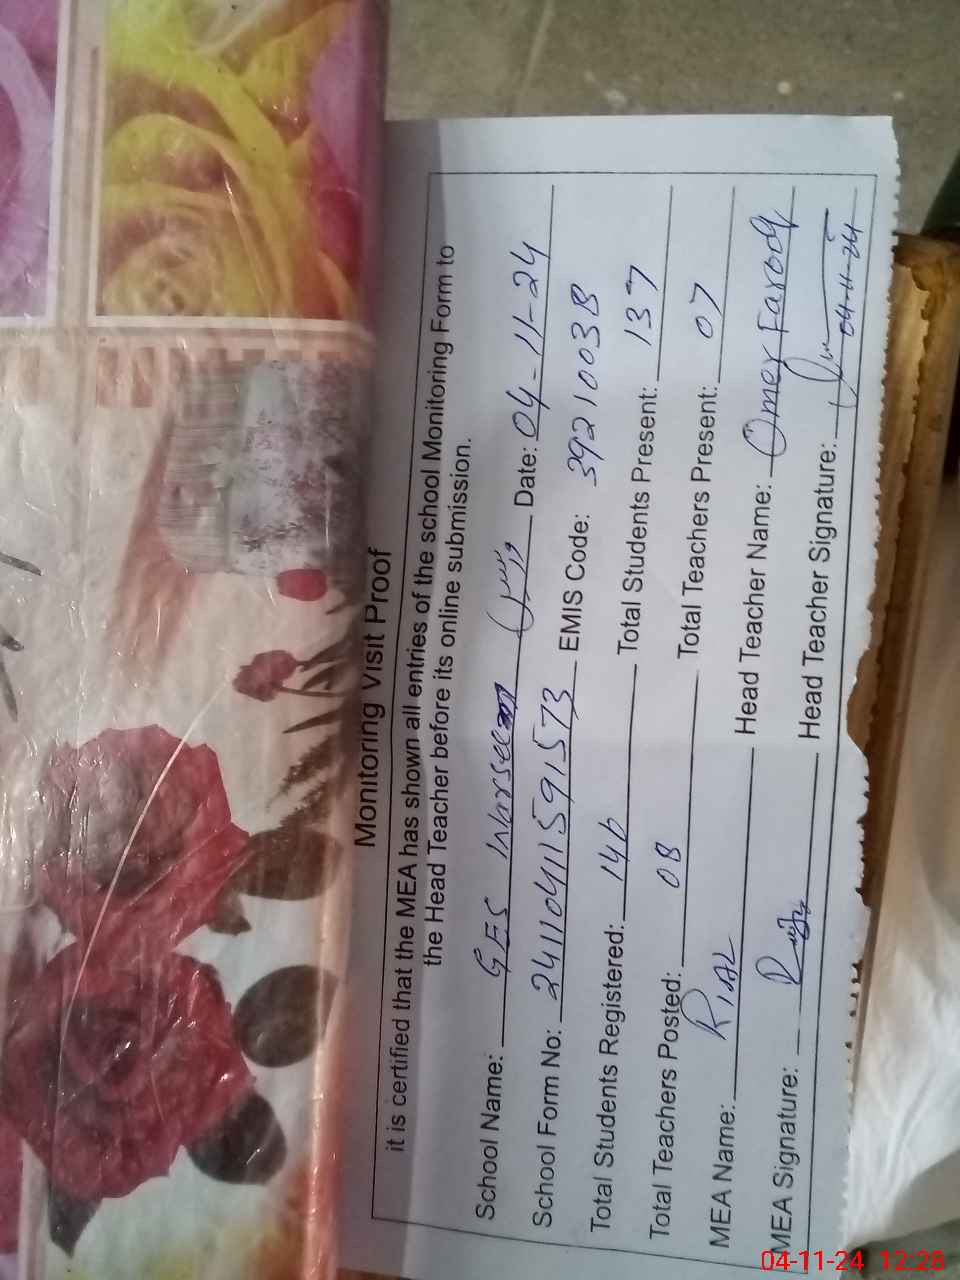 Monitoring Visit Proof
it is certified that the MEA has shown all entries of the school Monitoring Form to
the Head Teacher before its online submission.
School Name: GES Warseem Date: 04-11-24
School Form No: 24110411591573 EMIS Code: 39210038
Total Students Registered: 146 Total Students Present: 137
Total Teachers Posted: 08 Total Teachers Present: 07
MEA Name: Head Teacher Name: Omer Farooq
MEA Signature: Head Teacher Signature:
04-11-24
04-11-24 12:28